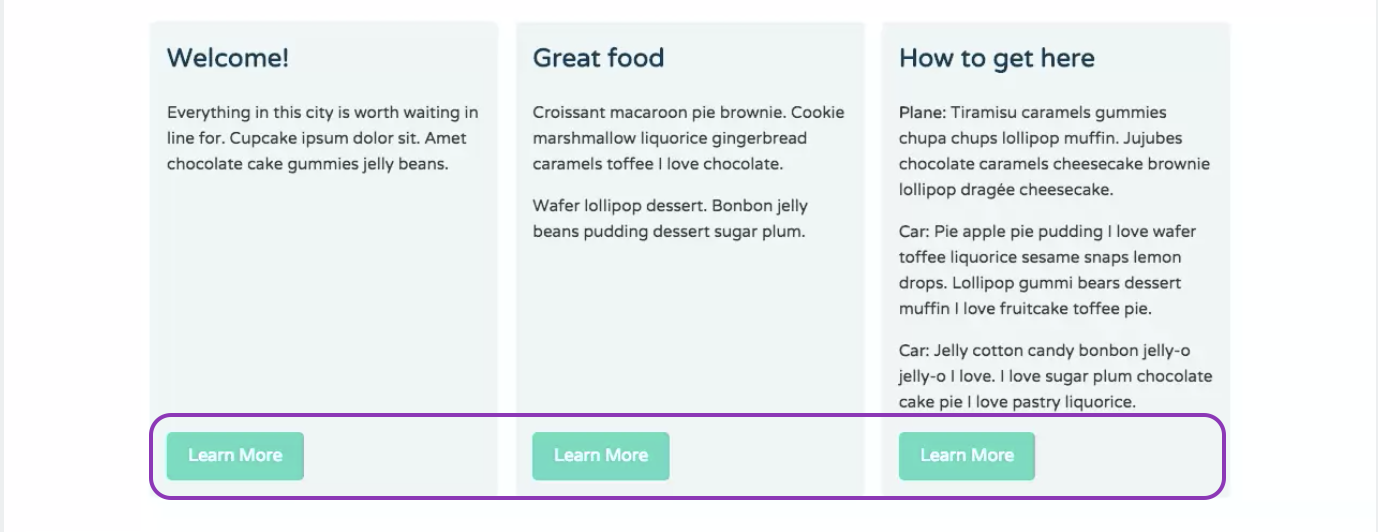 Welcome!
Everything in this city is worth waiting in
line for. Cupcake ipsum dolor sit. Amet
chocolate cake gummies jelly beans.
Learn More
Great food
Croissant macaroon pie brownie. Cookie
marshmallow liquorice gingerbread
caramels toffee I love chocolate.
Wafer lollipop dessert. Bonbon jelly
beans pudding dessert sugar plum.
Learn More
How to get here
Plane: Tiramisu caramels gummies
chupa chups lollipop muffin. Jujubes
chocolate caramels cheesecake brownie
lollipop dragée cheesecake.
Car: Pie apple pie pudding I love wafer
toffee liquorice sesame snaps lemon
drops. Lollipop gummi bears dessert
muffin I love fruitcake toffee pie.
Car: Jelly cotton candy bonbon jelly-o
jelly-o I love. I love sugar plum chocolate
cake pie I love pastry liquorice.
Learn More